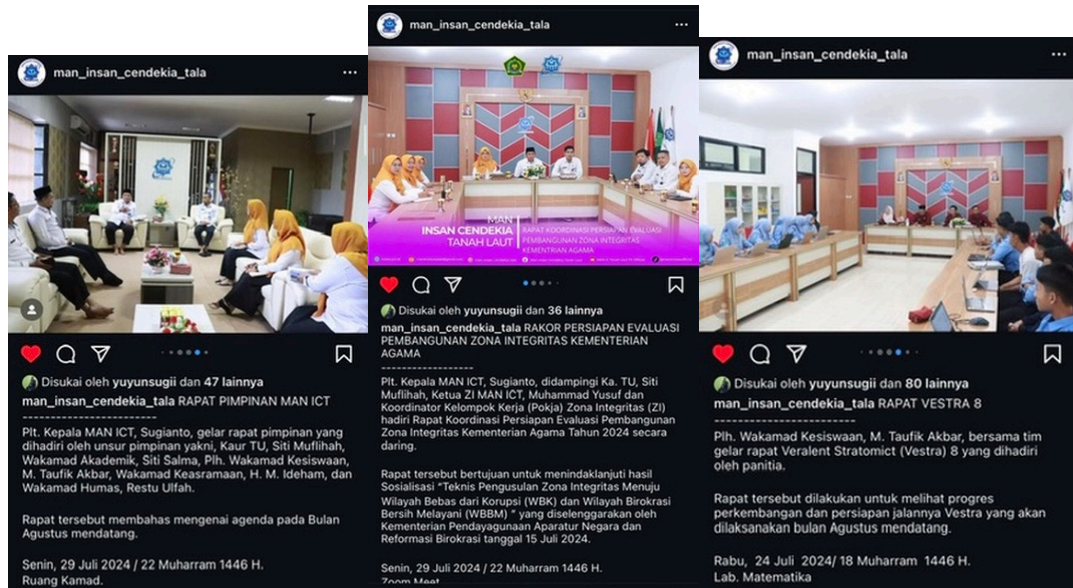 man_insan_cendekia_tala
Disukai oleh yuyunsugii dan 47 lainnya
man_insan_cendekia_tala RAPAT PIMPINAN MAN ICT
------------------------
Plt. Kepala MAN ICT, Sugianto, gelar rapat pimpinan yang
dihadiri oleh unsur pimpinan yakni, Kaur TU, Siti Muflihah,
Wakamad Akademik, Siti Salma, Plh. Wakamad Kesiswaan,
M. Taufik Akbar, Wakamad Keasramaan, H. M. Ideham, dan
Wakamad Humas, Restu Ulfah.
Rapat tersebut membahas mengenai agenda pada Bulan
Agustus mendatang.
Senin, 29 Juli 2024 / 22 Muharram 1446 H.
Ruang Kamad.
man_insan_cendekia_tala
MAN
INSAN CENDEKIA
TANAH LAUT
RAPAT KOORDINASI PERSIAPAN EVALUASI
PEMBANGUNAN ZONA INTEGRITAS
KEMENTRIAN AGAMA
Disukai oleh yuyunsugii dan 36 lainnya
man_insan_cendekia_tala RAKOR PERSIAPAN EVALUASI
PEMBANGUNAN ZONA INTEGRITAS KEMENTERIAN
AGAMA
------------------
Plt. Kepala MAN ICT, Sugianto, didampingi Ka. TU, Siti
Muflihah, Ketua ZI MAN ICT, Muhammad Yusuf dan
Koordinator Kelompok Kerja (Pokja) Zona Integritas (ZI)
hadiri Rapat Koordinasi Persiapan Evaluasi Pembangunan
Zona Integritas Kementerian Agama Tahun 2024 secara
daring.
Rapat tersebut bertujuan untuk menindaklanjuti hasil
Sosialisasi "Teknis Pengusulan Zona Integritas Menuju
Wilayah Bebas dari Korupsi (WBK) dan Wilayah Birokrasi
Bersih Melayani (WBBM) " yang diselenggarakan oleh
Kementerian Pendayagunaan Aparatur Negara dan
Reformasi Birokrasi tanggal 15 Juli 2024.
Senin, 29 Juli 2024 / 22 Muharram 1446 H.
Zoom Meet
man_insan_cendekia_tala
Disukai oleh yuyunsugii dan 80 lainnya
man_insan_cendekia_tala RAPAT VESTRA 8
-------------------------
Plh. Wakamad Kesiswaan, M. Taufik Akbar, bersama tim
gelar rapat Veralent Stratomict (Vestra) 8 yang dihadiri
oleh panitia.
Rapat tersebut dilakukan untuk melihat progres
perkembangan dan persiapan jalannya Vestra yang akan
dilaksanakan bulan Agustus mendatang.
Rabu, 24 Juli 2024/ 18 Muharram 1446 H.
Lab. Matematika